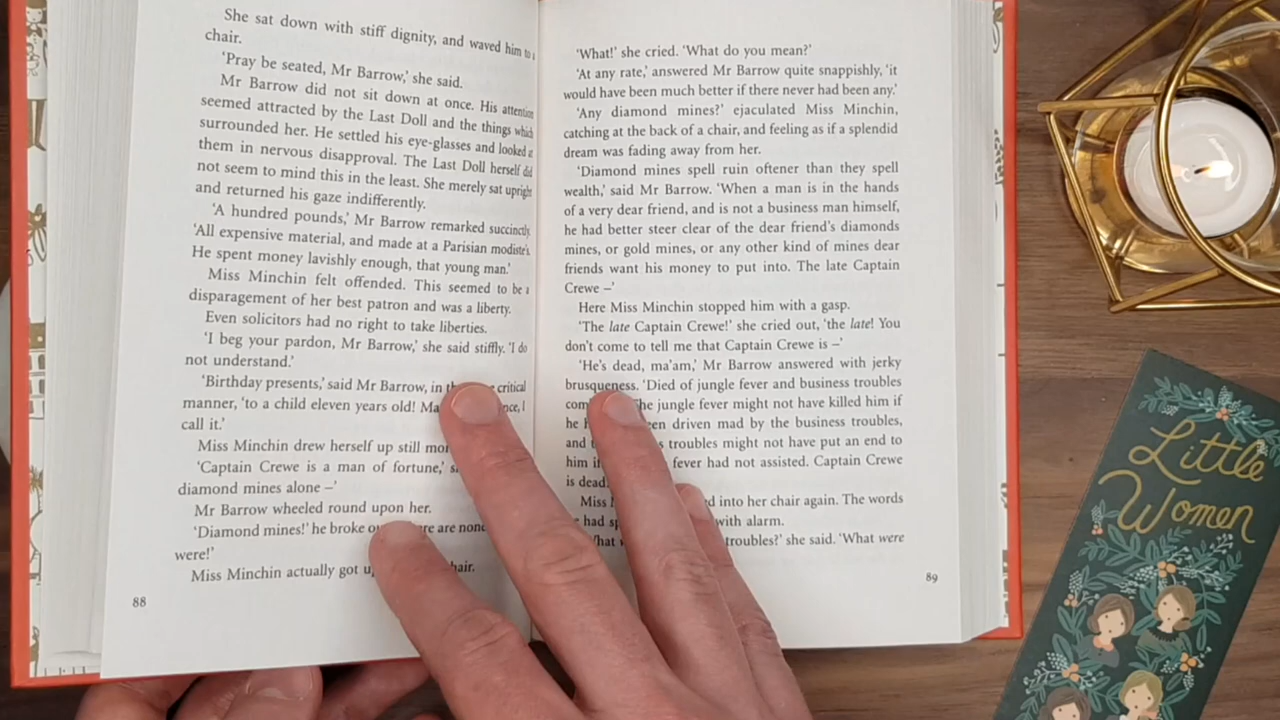 She sat down with stiff dignity, and waved him to a
chair.
'Pray be seated, Mr Barrow,' she said.
Mr Barrow did not sit down at once. His attention
seemed attracted by the Last Doll and the things which
surrounded her. He settled his eye-glasses and looked at
them in nervous disapproval. The Last Doll herself did
not seem to mind this in the least. She merely sat upright
and returned his gaze indifferently.
'A hundred pounds,' Mr Barrow remarked succinctly.
'All expensive material, and made at a Parisian modiste's.
He spent money lavishly enough, that young man.'
Miss Minchin felt offended. This seemed to be a
disparagement of her best patron and was a liberty.
Even solicitors had no right to take liberties.
'I beg your pardon, Mr Barrow,' she said stiffly. 'I do
not understand.'
'Birthday presents,' said Mr Barrow, in critical
manner, 'to a child eleven years old! I
call it.'
Miss Minchin drew herself up still
'Captain Crewe is a man of fortune,'
diamond mines alone –'
Mr Barrow wheeled round upon her.
'Diamond mines!' he broke are none
were!'
Miss Minchin actually got chair.
88
'What!' she cried. 'What do you mean?'
'At any rate,' answered Mr Barrow quite snappishly, 'it
would have been much better if there never had been any.'
'Any diamond mines?' ejaculated Miss Minchin,
catching at the back of a chair, and feeling as if a splendid
dream was fading away from her.
'Diamond mines spell ruin oftener than they spell
wealth,' said Mr Barrow. 'When a man is in the hands
of a very dear friend, and is not a business man himself,
he had better steer clear of the dear friend's diamonds
mines, or gold mines, or any other kind of mines dear
friends want his money to put into. The late Captain
Crewe –'
Here Miss Minchin stopped him with a gasp.
'The late Captain Crewe!' she cried out, 'the late! You
don't come to tell me that Captain Crewe is –'
'He's dead, ma'am,' Mr Barrow answered with jerky
brusqueness. 'Died of jungle fever and business troubles
The jungle fever might not have killed him if
he driven mad by the business troubles,
and troubles might not have put an end to
him fever had not assisted. Captain Crewe
is dead
Miss into her chair again. The words
had with alarm.
troubles?' she said. 'What were
89
Little
Women